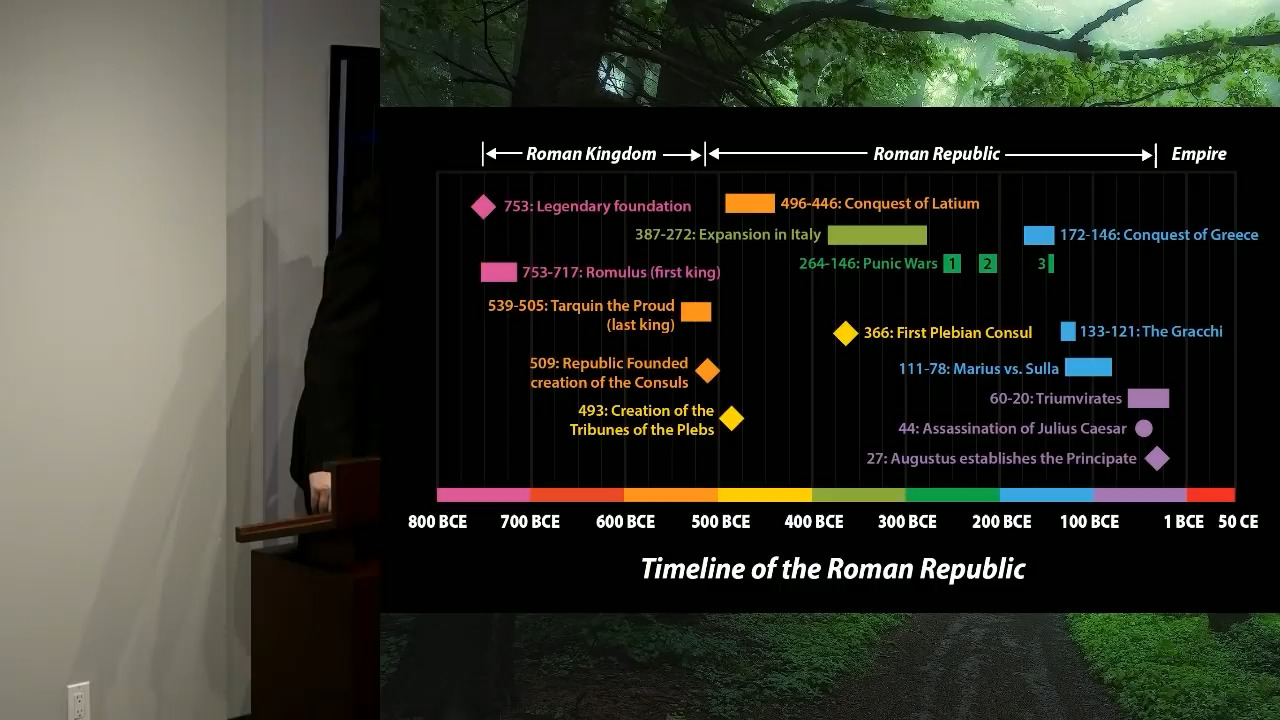 Roman Kingdom
Roman Republic
Empire
753: Legendary foundation
496-446: Conquest of Latium
387-272: Expansion in Italy
172-146: Conquest of Greece
264-146: Punic Wars
1
2
3
753-717: Romulus (first king)
539-505: Tarquin the Proud
(last king)
366: First Plebian Consul
133-121: The Gracchi
509: Republic Founded
creation of the Consuls
111-78: Marius vs. Sulla
60-20: Triumvirates
493: Creation of the
Tribunes of the Plebs
44: Assassination of Julius Caesar
27: Augustus establishes the Principate
800 BCE
700 BCE
600 BCE
500 BCE
400 BCE
300 BCE
200 BCE
100 BCE
1 BCE
50 CE
Timeline of the Roman Republic